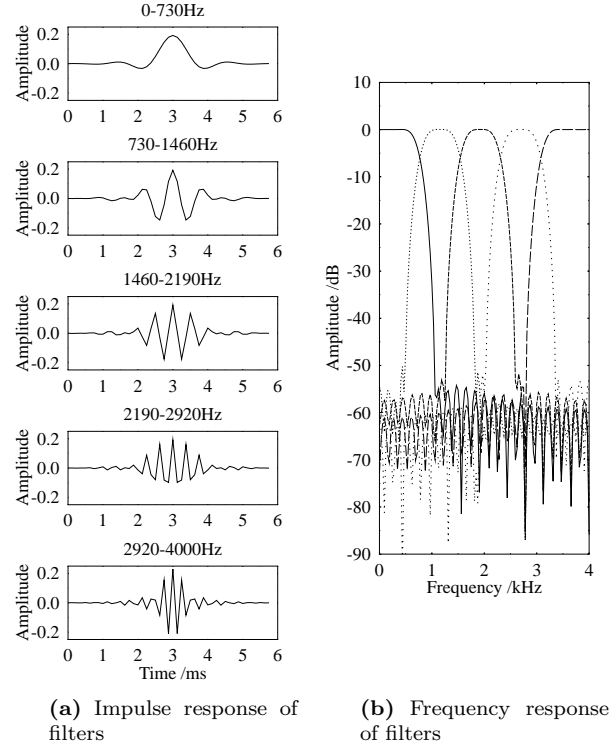 0-730Hz
Amplitude
0.2
0.0
-0.2
0 1 2 3 4 5 6
730-1460Hz
Amplitude
0.2
0.0
-0.2
0 1 2 3 4 5 6
1460-2190Hz
Amplitude
0.2
0.0
-0.2
0 1 2 3 4 5 6
2190-2920Hz
Amplitude
0.2
0.0
-0.2
0 1 2 3 4 5 6
2920-4000Hz
Amplitude
0.2
0.0
-0.2
0 1 2 3 4 5 6
Time /ms
(a) Impulse response of
filters
Amplitude /dB
10
0
-10
-20
-30
-40
-50
-60
-70
-80
-90
0 1 2 3 4
Frequency /kHz
(b) Frequency response
of filters